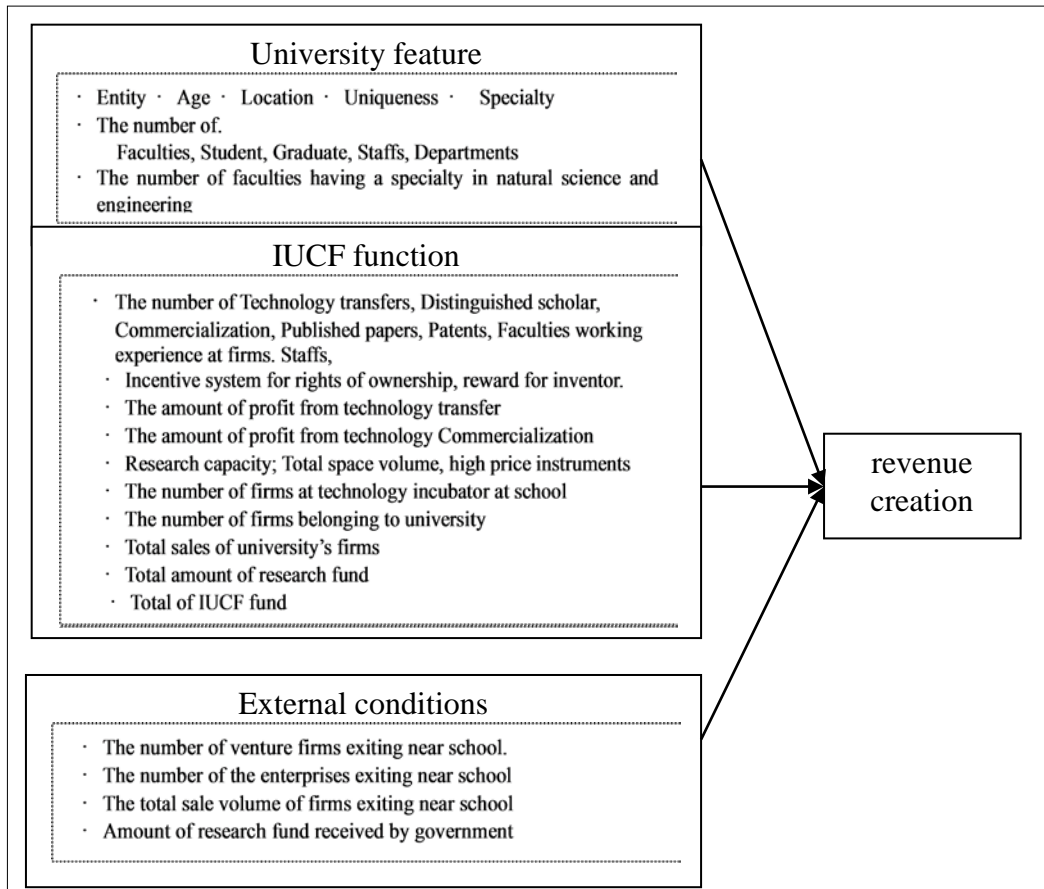 University feature
· Entity · Age · Location · Uniqueness · Specialty
· The number of.
Faculties, Student, Graduate, Staffs, Departments
· The number of faculties having a specialty in natural science and
engineering
IUCF function
· The number of Technology transfers, Distinguished scholar,
Commercialization, Published papers, Patents, Faculties working
experience at firms. Staffs,
· Incentive system for rights of ownership, reward for inventor.
· The amount of profit from technology transfer
· The amount of profit from technology Commercialization
· Research capacity; Total space volume, high price instruments
· The number of firms at technology incubator at school
· The number of firms belonging to university
· Total sales of university's firms
· Total amount of research fund
· Total of IUCF fund
revenue
creation
External conditions
· The number of venture firms exiting near school.
· The number of the enterprises exiting near school
· The total sale volume of firms exiting near school
· Amount of research fund received by government